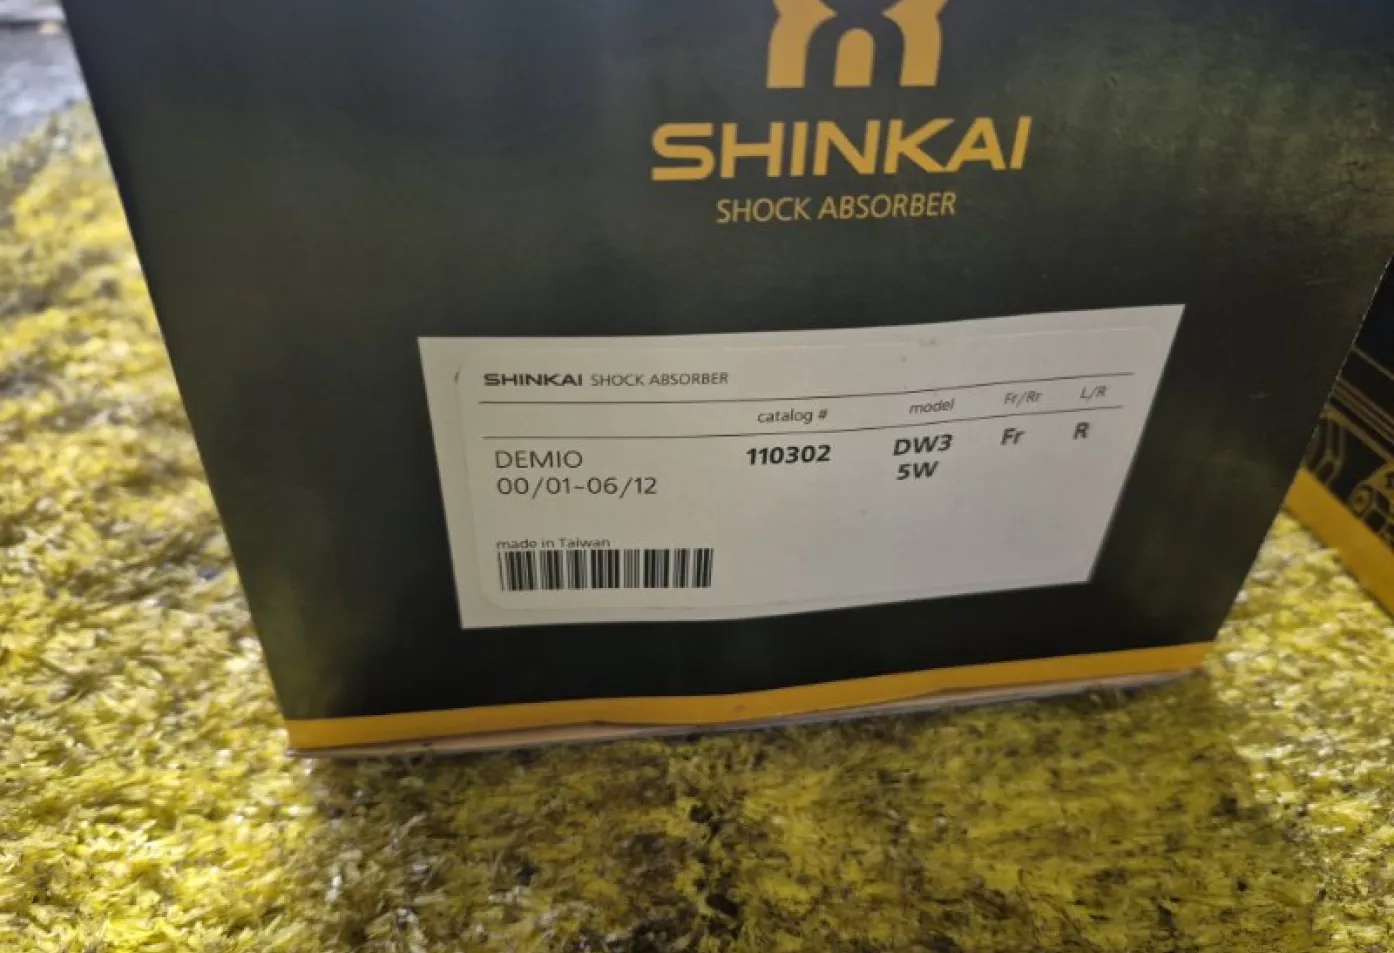 SHINKAI
SHOCK ABSORBER
SHINKAI SHOCK ABSORBER
catalog # model Fr/Rr L/R
DEMIO 110302 DW3 Fr R
00/01~06/12 5W
made in Taiwan